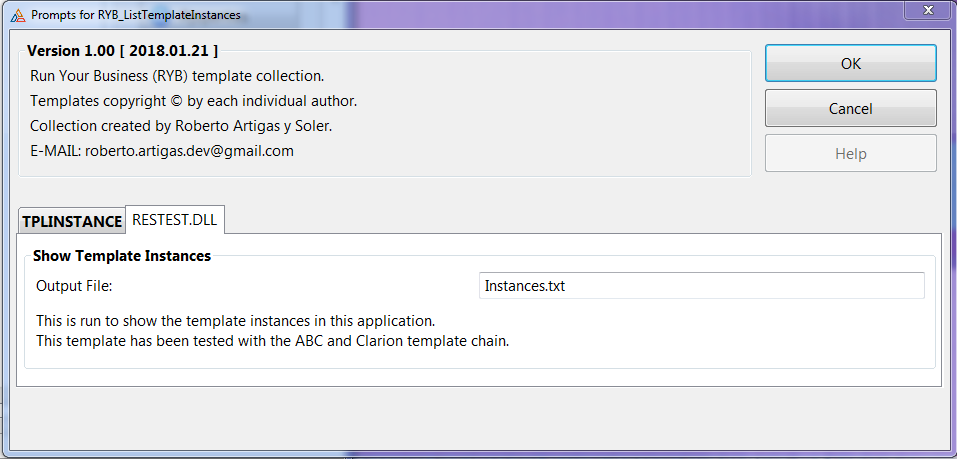 Prompts for RYB_ListTemplateInstances
Version 1.00 [ 2018.01.21 ]
Run Your Business (RYB) template collection.
Templates copyright © by each individual author.
Collection created by Roberto Artigas y Soler.
E-MAIL: roberto.artigas.dev@gmail.com
OK
Cancel
Help
TPLINSTANCE
RESTEST.DLL
Show Template Instances
Output File:
Instances.txt
This is run to show the template instances in this application.
This template has been tested with the ABC and Clarion template chain.